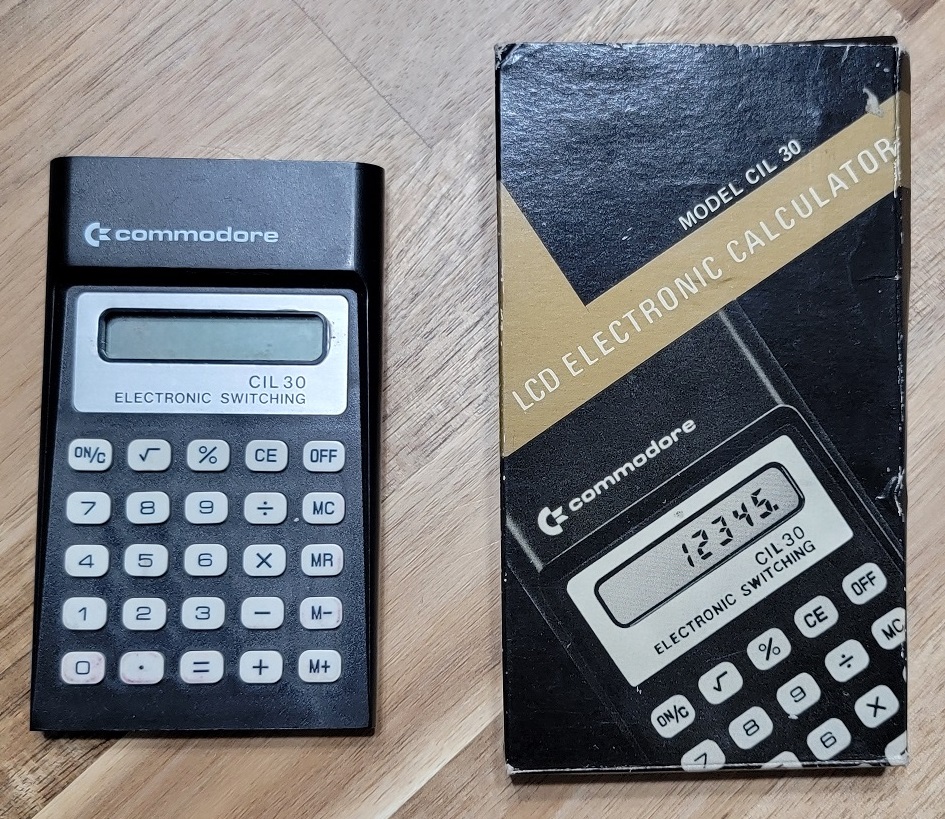 commodore
CIL 30
ELECTRONIC SWITCHING
ON/C √ % CE OFF
7 8 9 ÷ MC
4 5 6 X MR
1 2 3 − M-
0 · = + M+
MODEL CIL 30
LCD ELECTRONIC CALCULATOR
commodore
12345.
CIL 30
ELECTRONIC SWITCHING
ON/C √ % CE OFF
7 8 9 ÷ MC
6 X